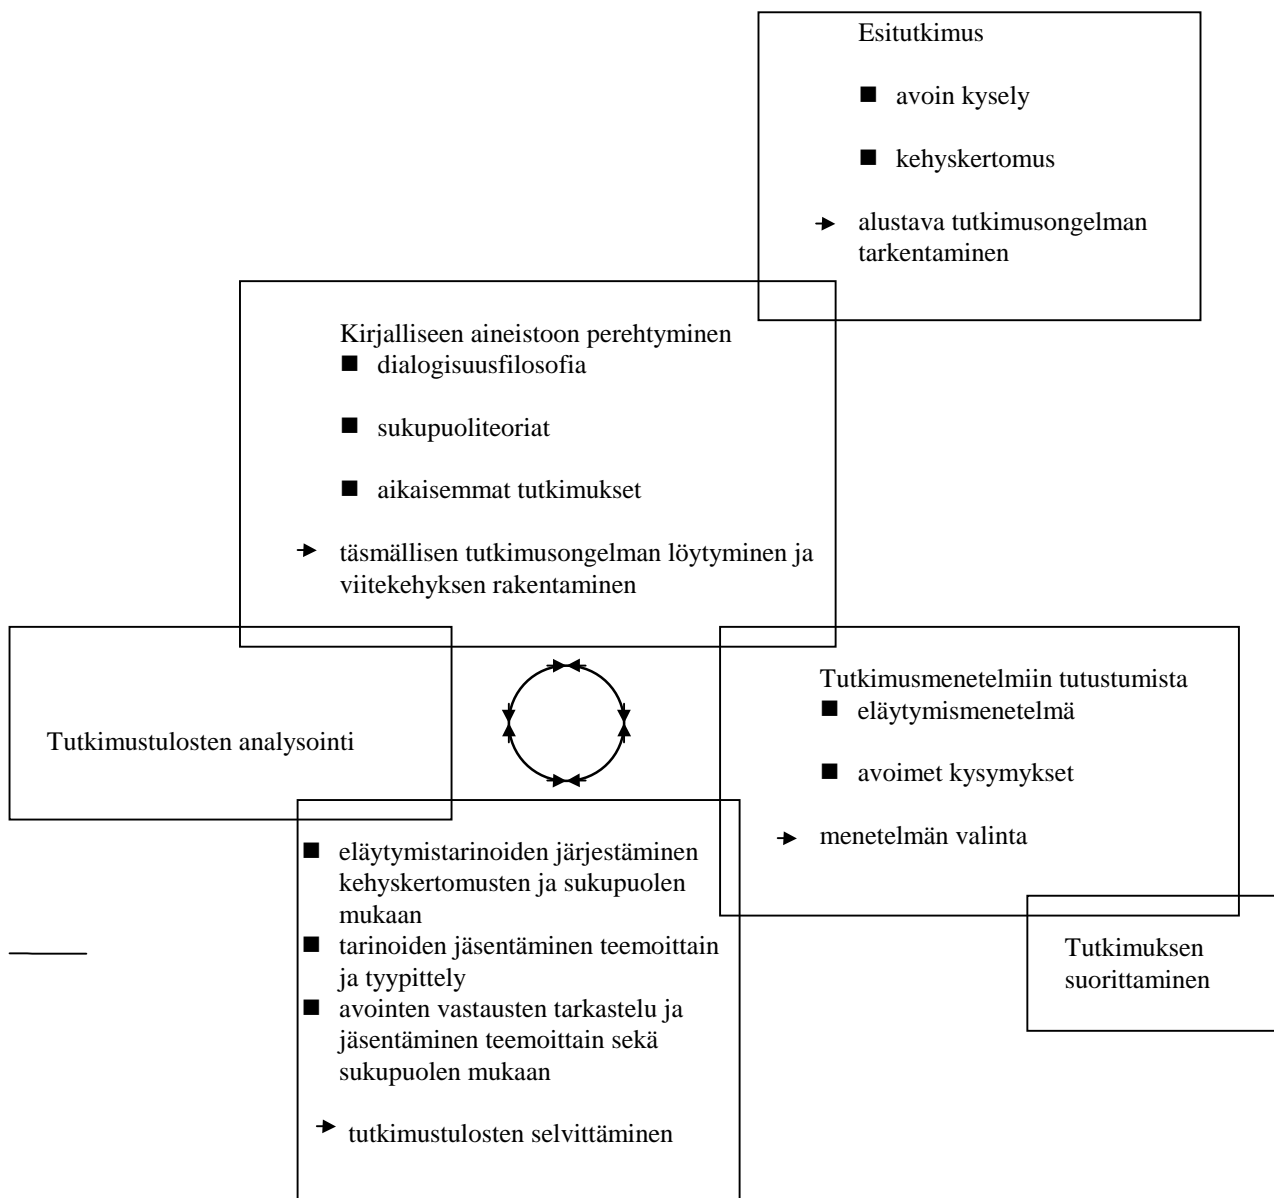 Esitutkimus
■ avoin kysely
■ kehyskertomus
alustava tutkimusongelman
tarkentaminen
Kirjalliseen aineistoon perehtyminen
■ dialogisuusfilosofia
■ sukupuoliteoriat
■ aikaisemmat tutkimukset
täsmällisen tutkimusongelman löytyminen ja
viitekehyksen rakentaminen
Tutkimusmenetelmiin tutustumista
■ eläytymismenetelmä
■ avoimet kysymykset
menetelmän valinta
Tutkimuksen
suorittaminen
Tutkimustulosten analysointi
■ eläytymistarinoiden järjestäminen
kehyskertomusten ja sukupuolen
mukaan
■ tarinoiden jäsentäminen teemoittain
ja tyypittely
■ avointen vastausten tarkastelu ja
jäsentäminen teemoittain sekä
sukupuolen mukaan
tutkimustulosten selvittäminen